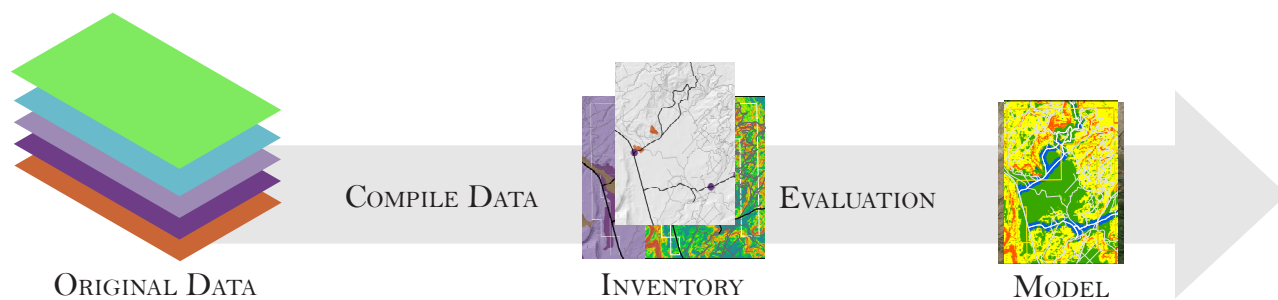 Compile Data
Evaluation
Original Data
Inventory
Model